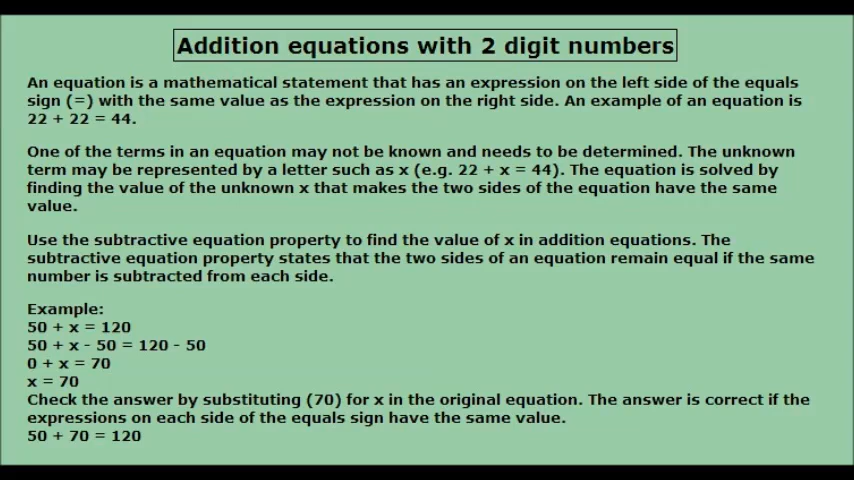 Addition equations with 2 digit numbers
An equation is a mathematical statement that has an expression on the left side of the equals
sign (=) with the same value as the expression on the right side. An example of an equation is
22 + 22 = 44.
One of the terms in an equation may not be known and needs to be determined. The unknown
term may be represented by a letter such as x (e.g. 22 + x = 44). The equation is solved by
finding the value of the unknown x that makes the two sides of the equation have the same
value.
Use the subtractive equation property to find the value of x in addition equations. The
subtractive equation property states that the two sides of an equation remain equal if the same
number is subtracted from each side.
Example:
50 + x = 120
50 + x - 50 = 120 - 50
0 + x = 70
x = 70
Check the answer by substituting (70) for x in the original equation. The answer is correct if the
expressions on each side of the equals sign have the same value.
50 + 70 = 120